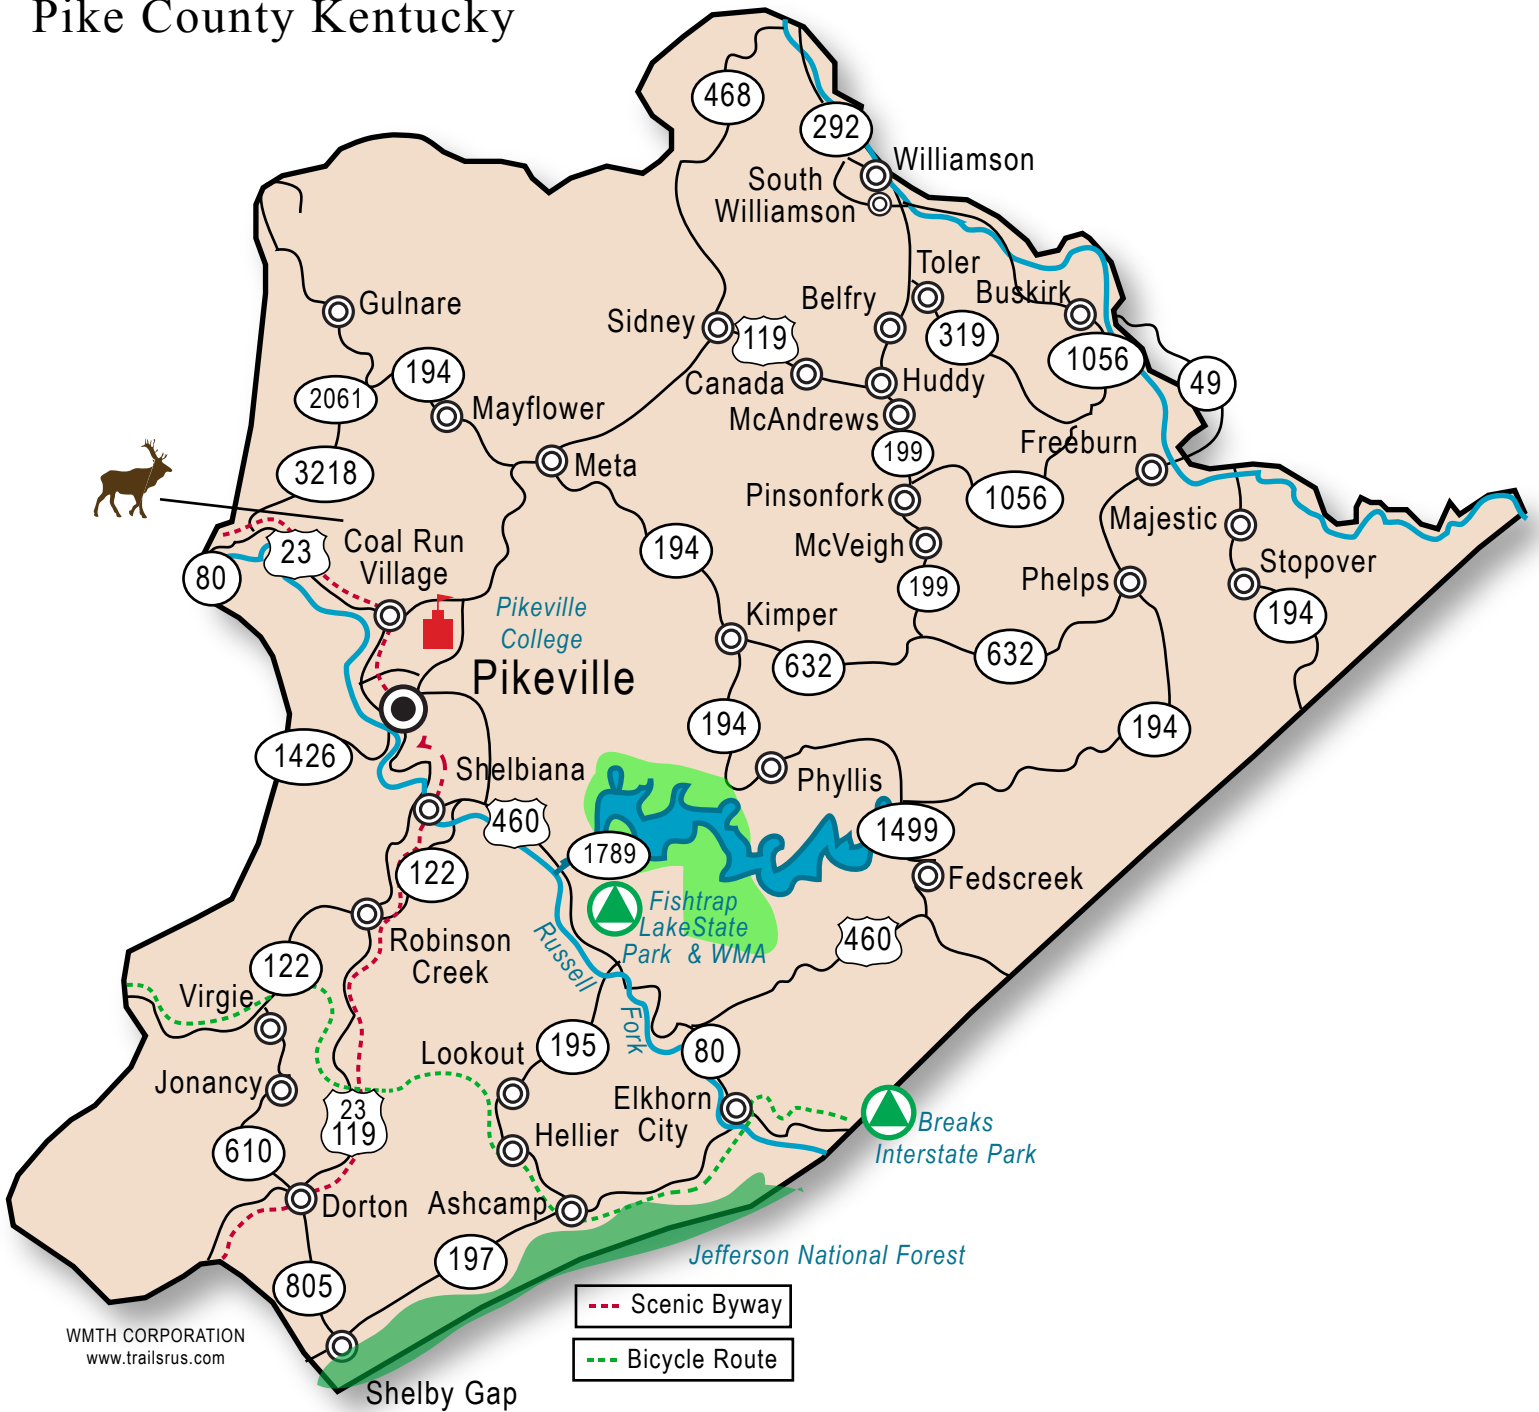 Pike County Kentucky
468
292
Williamson
South
Williamson
Toler
Belfry
Buskirk
Gulnare
Sidney
119
319
1056
194
Canada
Huddy
49
2061
Mayflower
McAndrews
Freeburn
199
Meta
3218
Pinsonfork
1056
Majestic
23
Coal Run
Village
194
McVeigh
Stopover
80
Phelps
199
Pikeville
College
Kimper
194
Pikeville
632
632
194
194
1426
Shelbiana
Phyllis
460
1499
1789
122
Fedscreek
Fishtrap
LakeState
Park & WMA
Robinson
Creek
460
Russell
Fork
122
Virgie
195
80
Lookout
Jonancy
Elkhorn
City
23
119
Hellier
Breaks
Interstate Park
610
Dorton
Ashcamp
197
Jefferson National Forest
805
Scenic Byway
WMTH CORPORATION
www.trailsrus.com
Bicycle Route
Shelby Gap